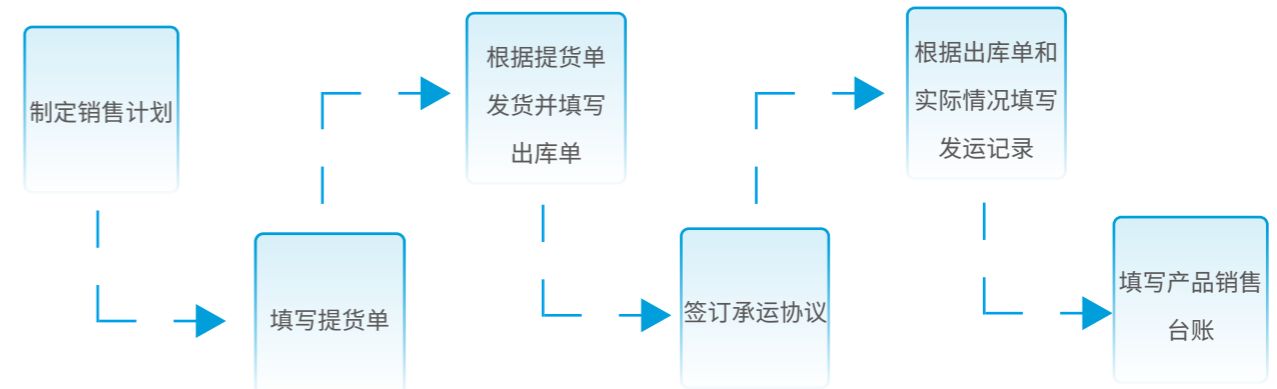 制定销售计划
填写提货单
根据提货单
发货并填写
出库单
签订承运协议
根据出库单和
实际情况填写
发运记录
填写产品销售
台账